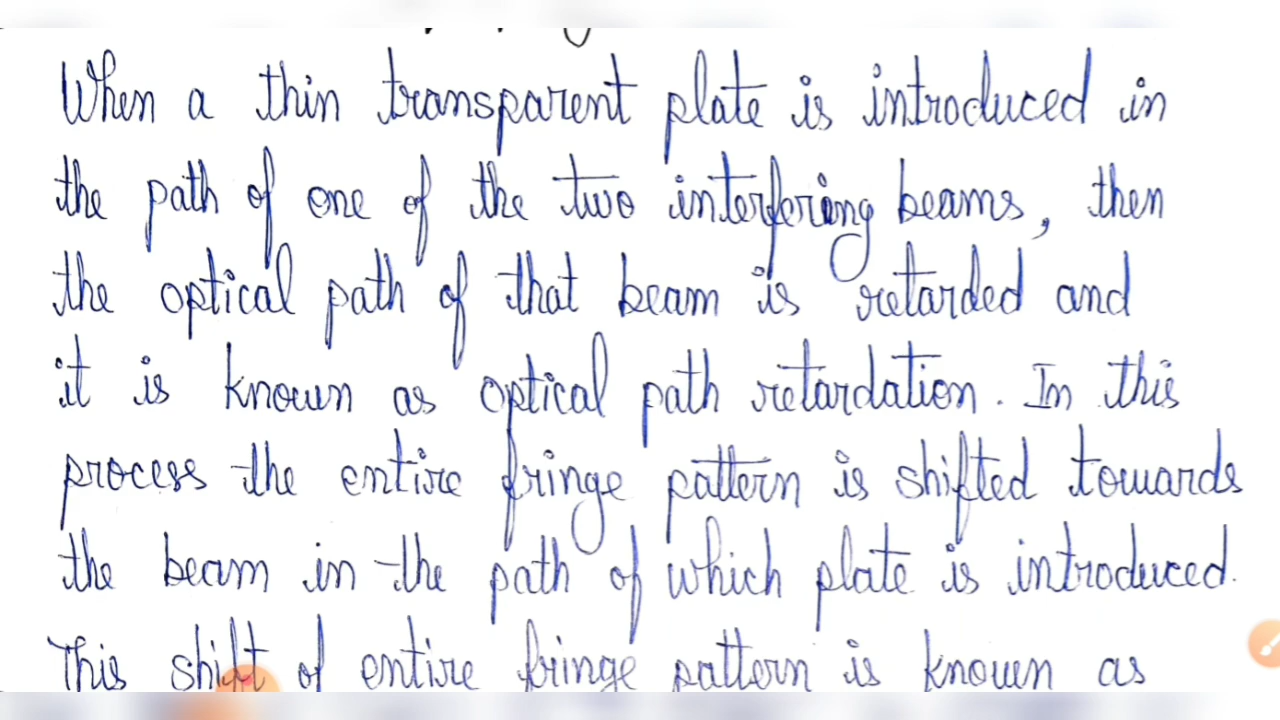 When a thin transparent plate is introduced in
the path of one of the two interfering beams, then
the optical path of that beam is retarded and
it is known as optical path retardation. In this
process the entire fringe pattern is shifted towards
the beam in the path of which plate is introduced.
This shift of entire fringe pattern is known as